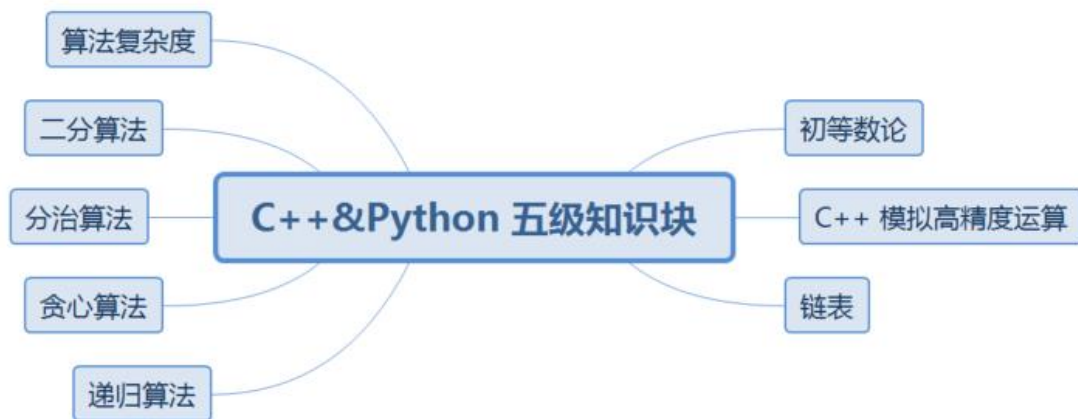 算法复杂度
二分算法
分治算法
贪心算法
递归算法
C++&Python 五级知识块
初等数论
C++ 模拟高精度运算
链表